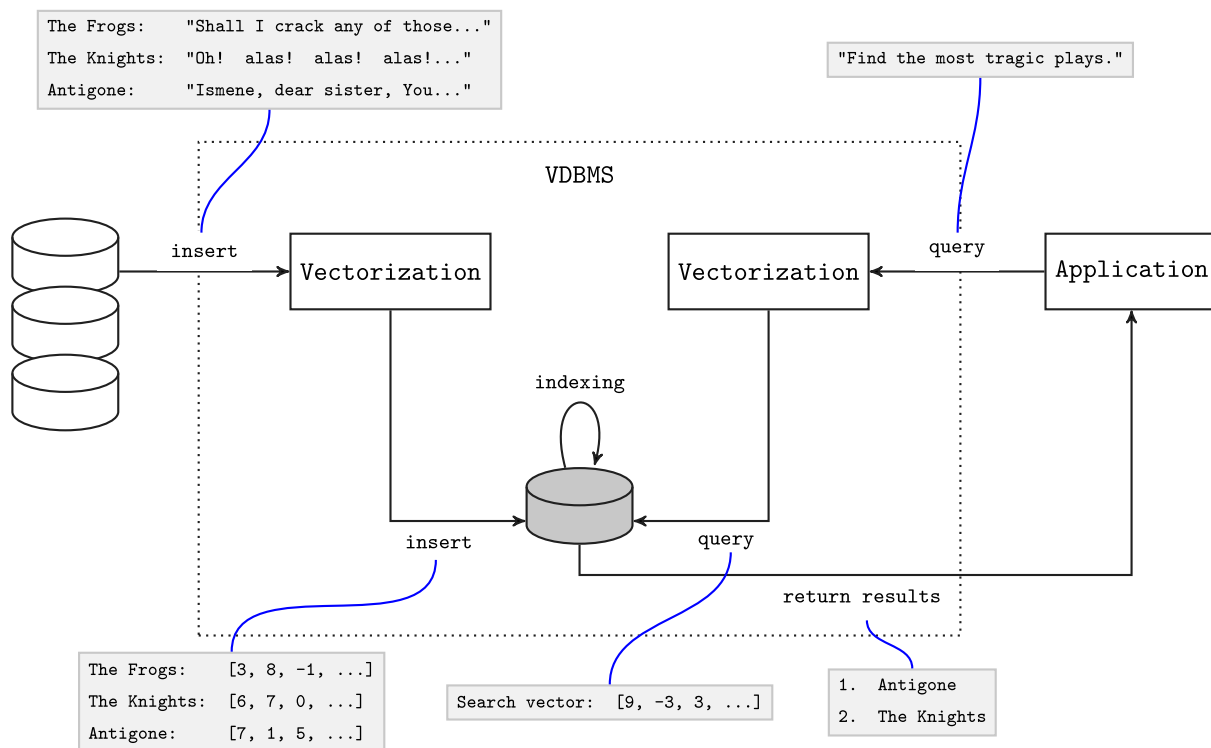 The Frogs: "Shall I crack any of those..."
The Knights: "Oh! alas! alas! alas!..."
Antigone: "Ismene, dear sister, You..."
"Find the most tragic plays."
VDBMS
insert
query
Vectorization
Vectorization
Application
indexing
insert
query
return results
The Frogs: [3, 8, -1, ...]
The Knights: [6, 7, 0, ...]
Antigone: [7, 1, 5, ...]
Search vector: [9, -3, 3, ...]
1. Antigone
2. The Knights